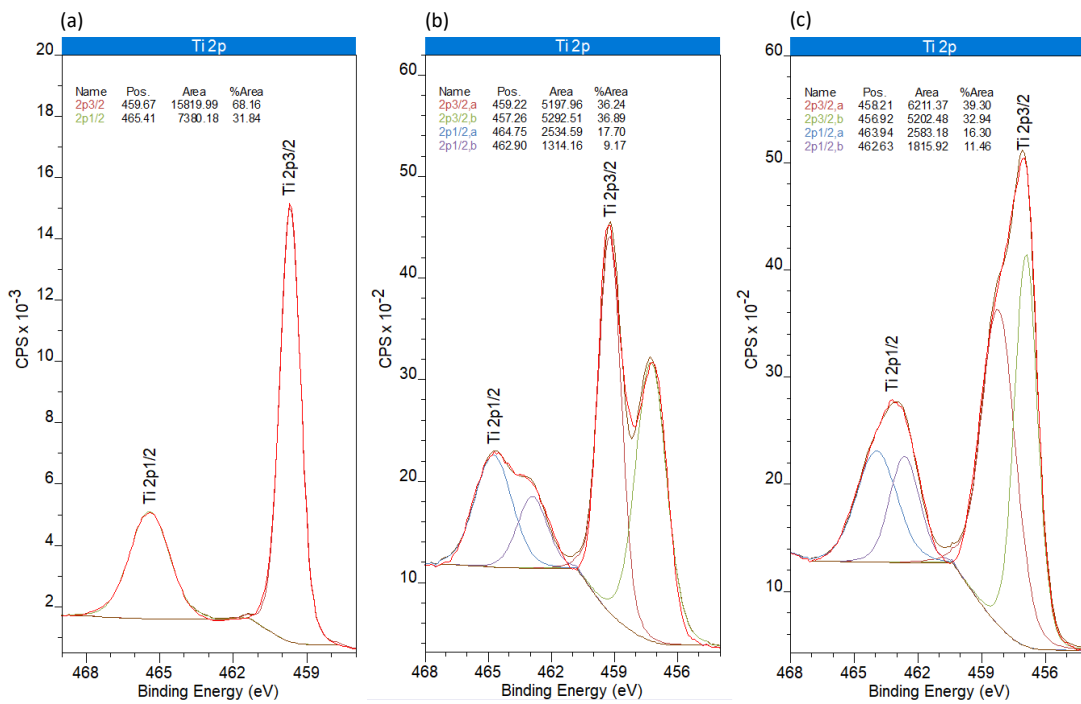 (a)
Ti 2p
20
18
16
14
12
10
8
6
4
2
CPS x 10^-3
Name Pos. Area %Area
2p3/2 459.67 15819.99 68.16
2p1/2 465.41 7380.18 31.84
Ti 2p3/2
Ti 2p1/2
468 465 462 459
Binding Energy (eV)
(b)
Ti 2p
60
50
40
30
20
10
CPS x 10^-2
Name Pos. Area %Area
2p3/2,a 459.22 5197.96 36.24
2p3/2,b 457.26 5292.51 36.89
2p1/2,a 464.75 2534.59 17.70
2p1/2,b 462.90 1314.16 9.17
Ti 2p3/2
Ti 2p1/2
468 465 462 459 456
Binding Energy (eV)
(c)
Ti 2p
60
50
40
30
20
10
CPS x 10^-2
Name Pos. Area %Area
2p3/2,a 458.21 6211.37 39.30
2p3/2,b 456.92 5202.48 32.94
2p1/2,a 463.94 2583.18 16.30
2p1/2,b 462.63 1815.92 11.46
Ti 2p3/2
Ti 2p1/2
468 465 462 459 456
Binding Energy (eV)